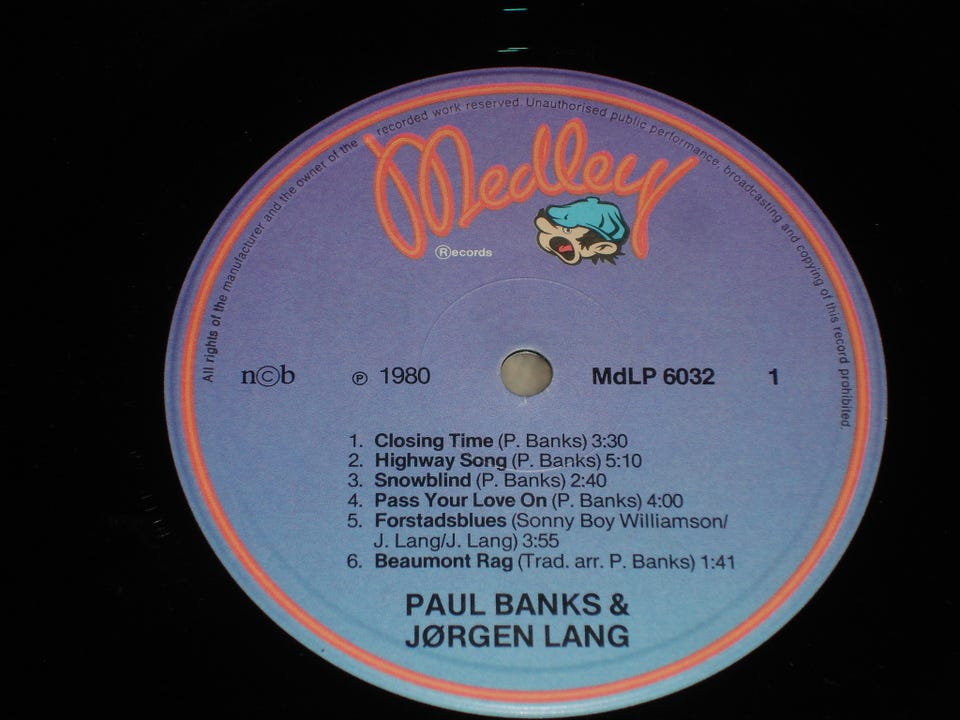 All rights of the manufacturer and the owner of the recorded work reserved. Unauthorised public performance, broadcasting and copying of this record prohibited.
Medley
Ⓡecords
n©b ℗ 1980 MdLP 6032 1
1. Closing Time (P. Banks) 3:30
2. Highway Song (P. Banks) 5:10
3. Snowblind (P. Banks) 2:40
4. Pass Your Love On (P. Banks) 4:00
5. Forstadsblues (Sonny Boy Williamson/
J. Lang/J. Lang) 3:55
6. Beaumont Rag (Trad. arr. P. Banks) 1:41
PAUL BANKS &
JØRGEN LANG